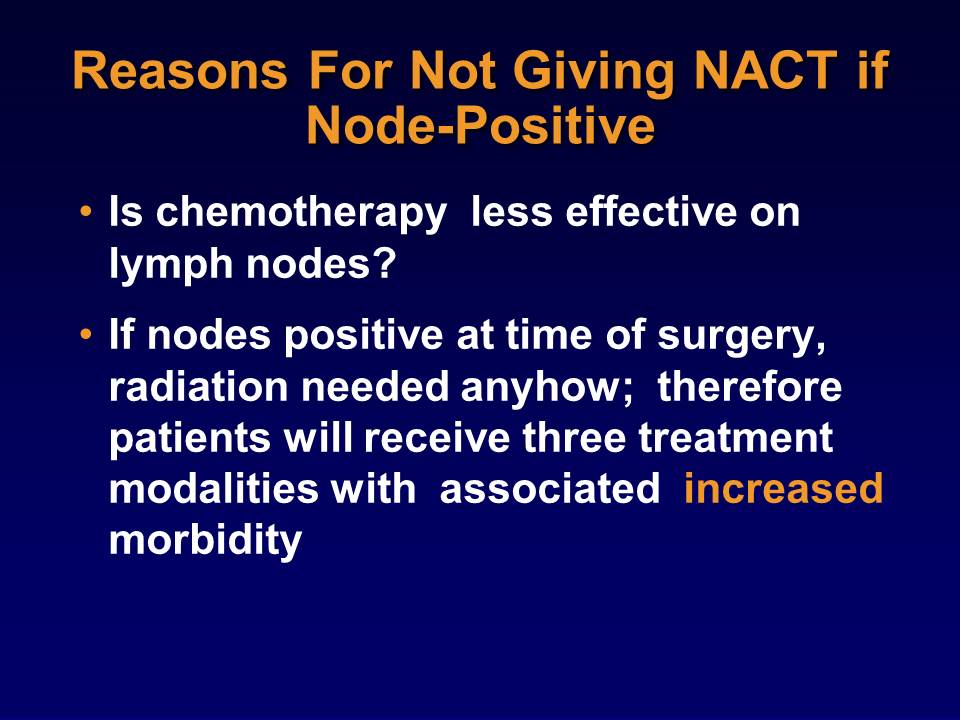 Reasons For Not Giving NACT if
Node-Positive
• Is chemotherapy less effective on
lymph nodes?
• If nodes positive at time of surgery,
radiation needed anyhow; therefore
patients will receive three treatment
modalities with associated increased
morbidity